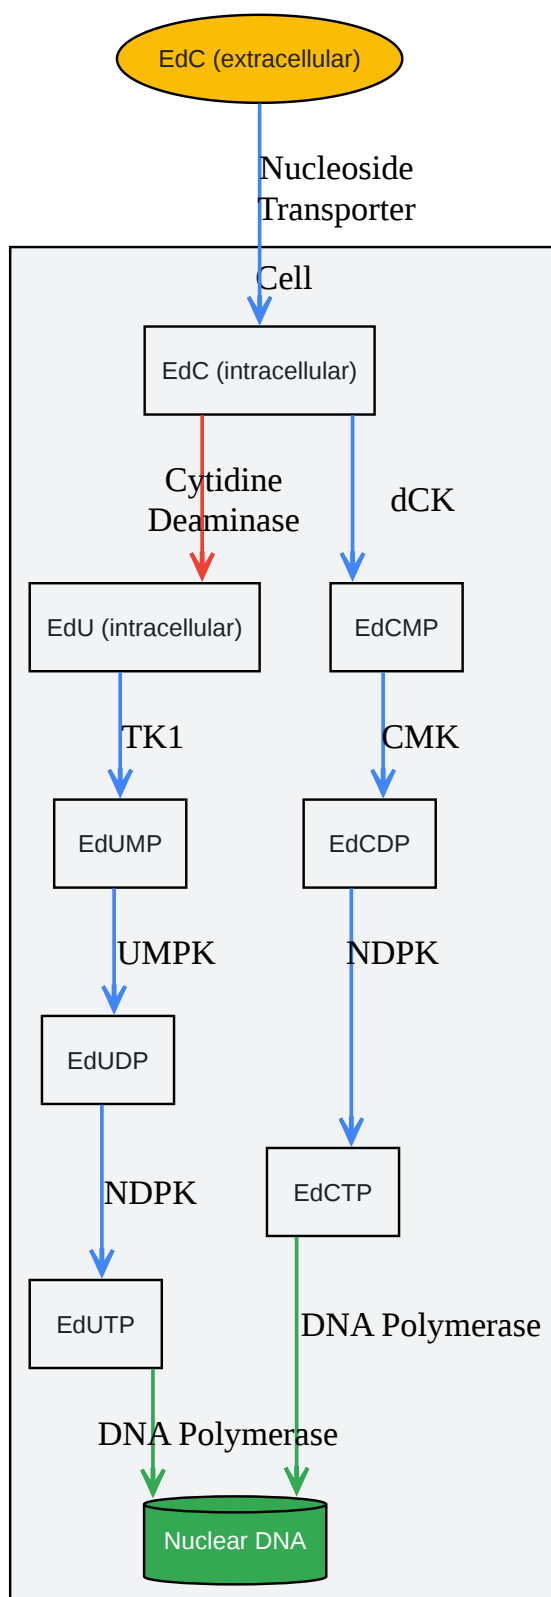 EdC (extracellular)
Nucleoside
Transporter
Cell
EdC (intracellular)
Cytidine
Deaminase
dCK
EdU (intracellular)
EdCMP
TK1
CMK
EdUMP
EdCDP
UMPK
NDPK
EdUDP
NDPK
EdCTP
EdUTP
DNA Polymerase
DNA Polymerase
Nuclear DNA